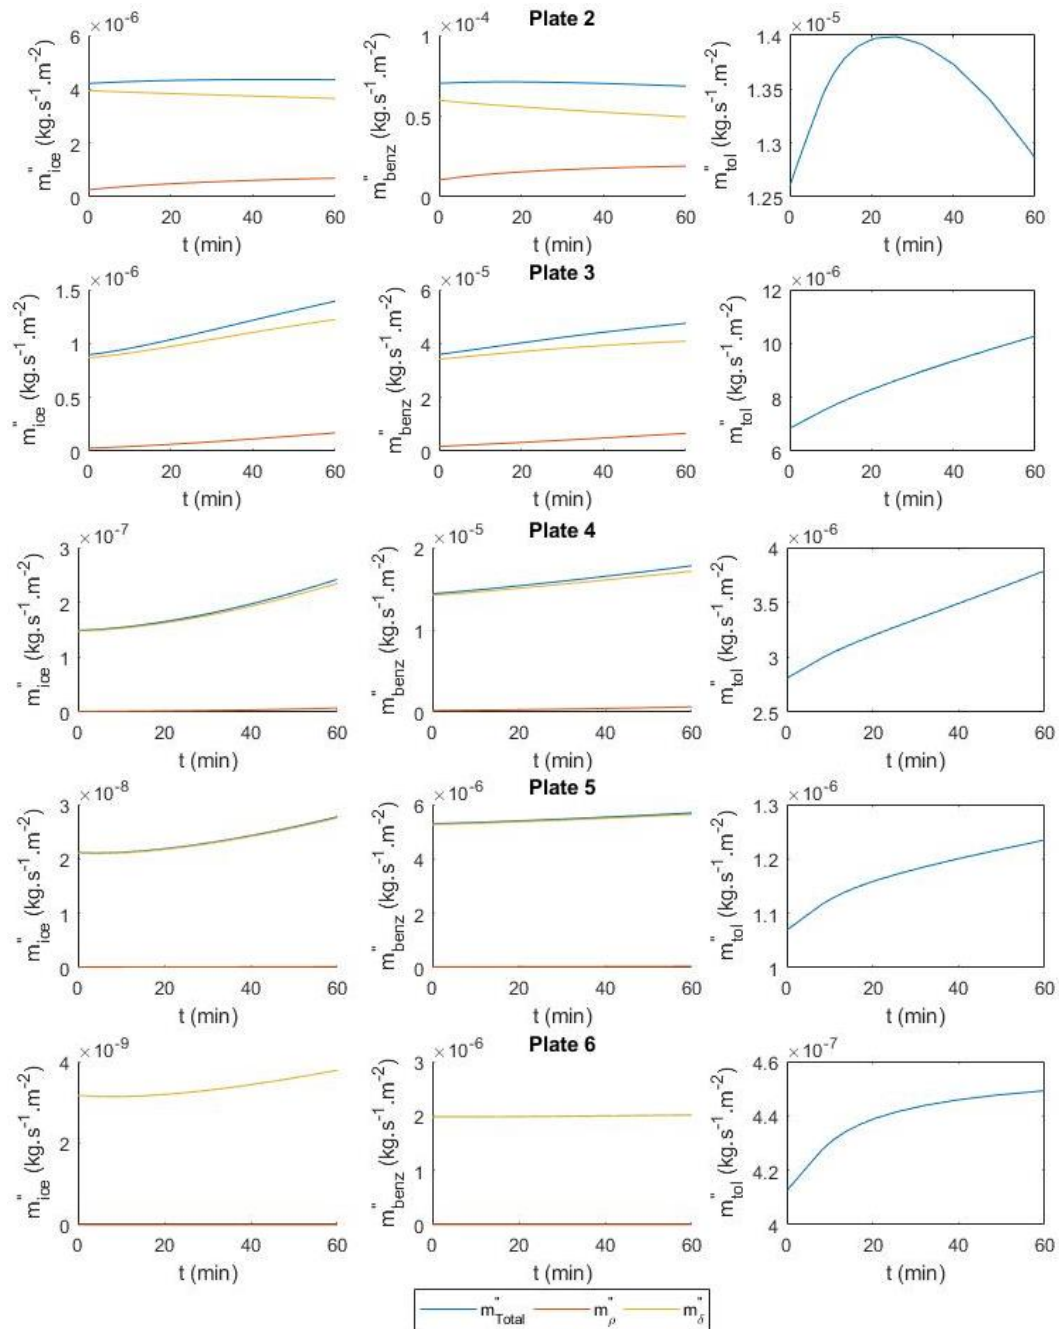 Plate 2
×10⁻⁶ ×10⁻⁴ ×10⁻⁵
m″ice (kg.s⁻¹.m⁻²) m″benz (kg.s⁻¹.m⁻²) m″tol (kg.s⁻¹.m⁻²)
6 1 1.4
4 1.35
0.5
2 1.3
0 0 1.25
0 20 40 60 0 20 40 60 0 20 40 60
t (min) t (min) t (min)
Plate 3
×10⁻⁶ ×10⁻⁵ ×10⁻⁶
m″ice (kg.s⁻¹.m⁻²) m″benz (kg.s⁻¹.m⁻²) m″tol (kg.s⁻¹.m⁻²)
1.5 6 12
1 4 10
0.5 2 8
0 0 6
0 20 40 60 0 20 40 60 0 20 40 60
t (min) t (min) t (min)
Plate 4
×10⁻⁷ ×10⁻⁵ ×10⁻⁶
m″ice (kg.s⁻¹.m⁻²) m″benz (kg.s⁻¹.m⁻²) m″tol (kg.s⁻¹.m⁻²)
3 2 4
2 3.5
1
1 3
0 0 2.5
0 20 40 60 0 20 40 60 0 20 40 60
t (min) t (min) t (min)
Plate 5
×10⁻⁸ ×10⁻⁶ ×10⁻⁶
m″ice (kg.s⁻¹.m⁻²) m″benz (kg.s⁻¹.m⁻²) m″tol (kg.s⁻¹.m⁻²)
3 6 1.3
2 4 1.2
1 2 1.1
0 0 1
0 20 40 60 0 20 40 60 0 20 40 60
t (min) t (min) t (min)
Plate 6
×10⁻⁹ ×10⁻⁶ ×10⁻⁷
m″ice (kg.s⁻¹.m⁻²) m″benz (kg.s⁻¹.m⁻²) m″tol (kg.s⁻¹.m⁻²)
4 3 4.6
2 4.4
2
1 4.2
0 0 4
0 20 40 60 0 20 40 60 0 20 40 60
t (min) t (min) t (min)
m″Total m″ρ m″δ